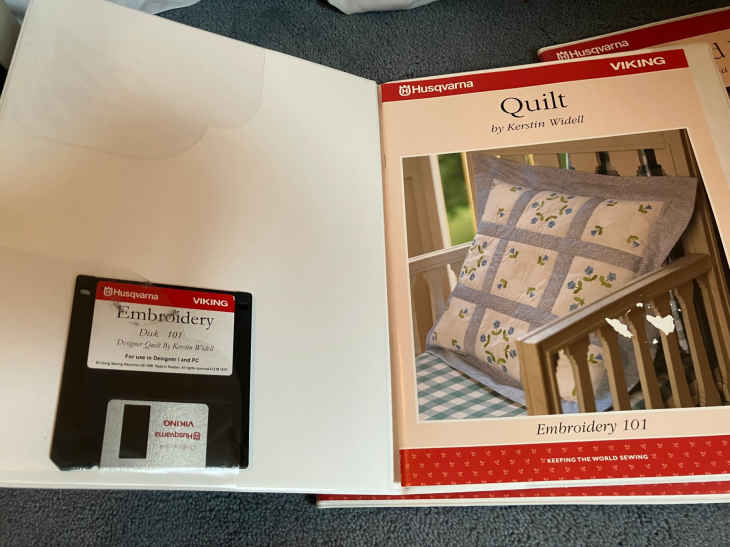 Husqvarna VIKING
Embroidery
Disk 101
Designer Quilt By Kerstin Widell
For use in Designer I and PC
VIKING
Husqvarna
Husqvarna VIKING
Quilt
by Kerstin Widell
Embroidery 101
KEEPING THE WORLD SEWING
Husqvarna